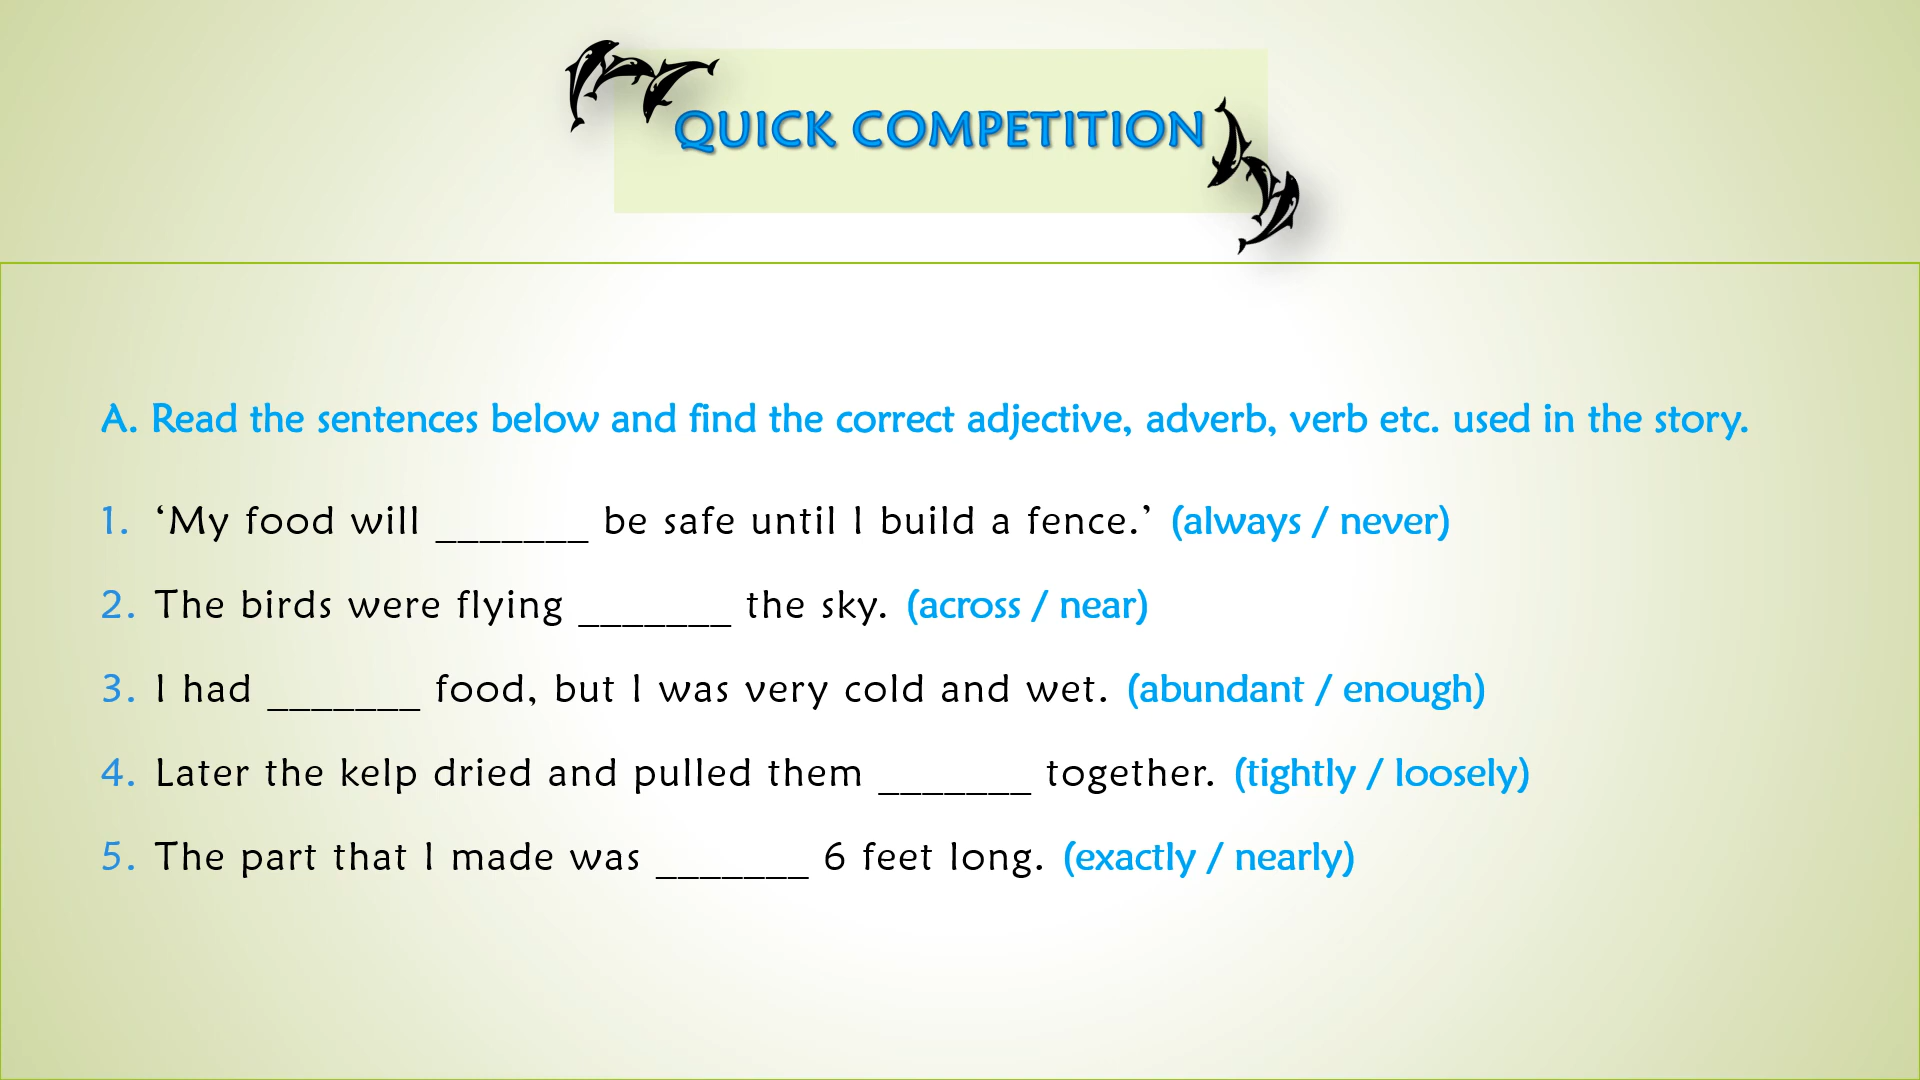 QUICK COMPETITION
A. Read the sentences below and find the correct adjective, adverb, verb etc. used in the story.
1. ‘My food will _______ be safe until I build a fence.’ (always / never)
2. The birds were flying _______ the sky. (across / near)
3. I had _______ food, but I was very cold and wet. (abundant / enough)
4. Later the kelp dried and pulled them _______ together. (tightly / loosely)
5. The part that I made was _______ 6 feet long. (exactly / nearly)